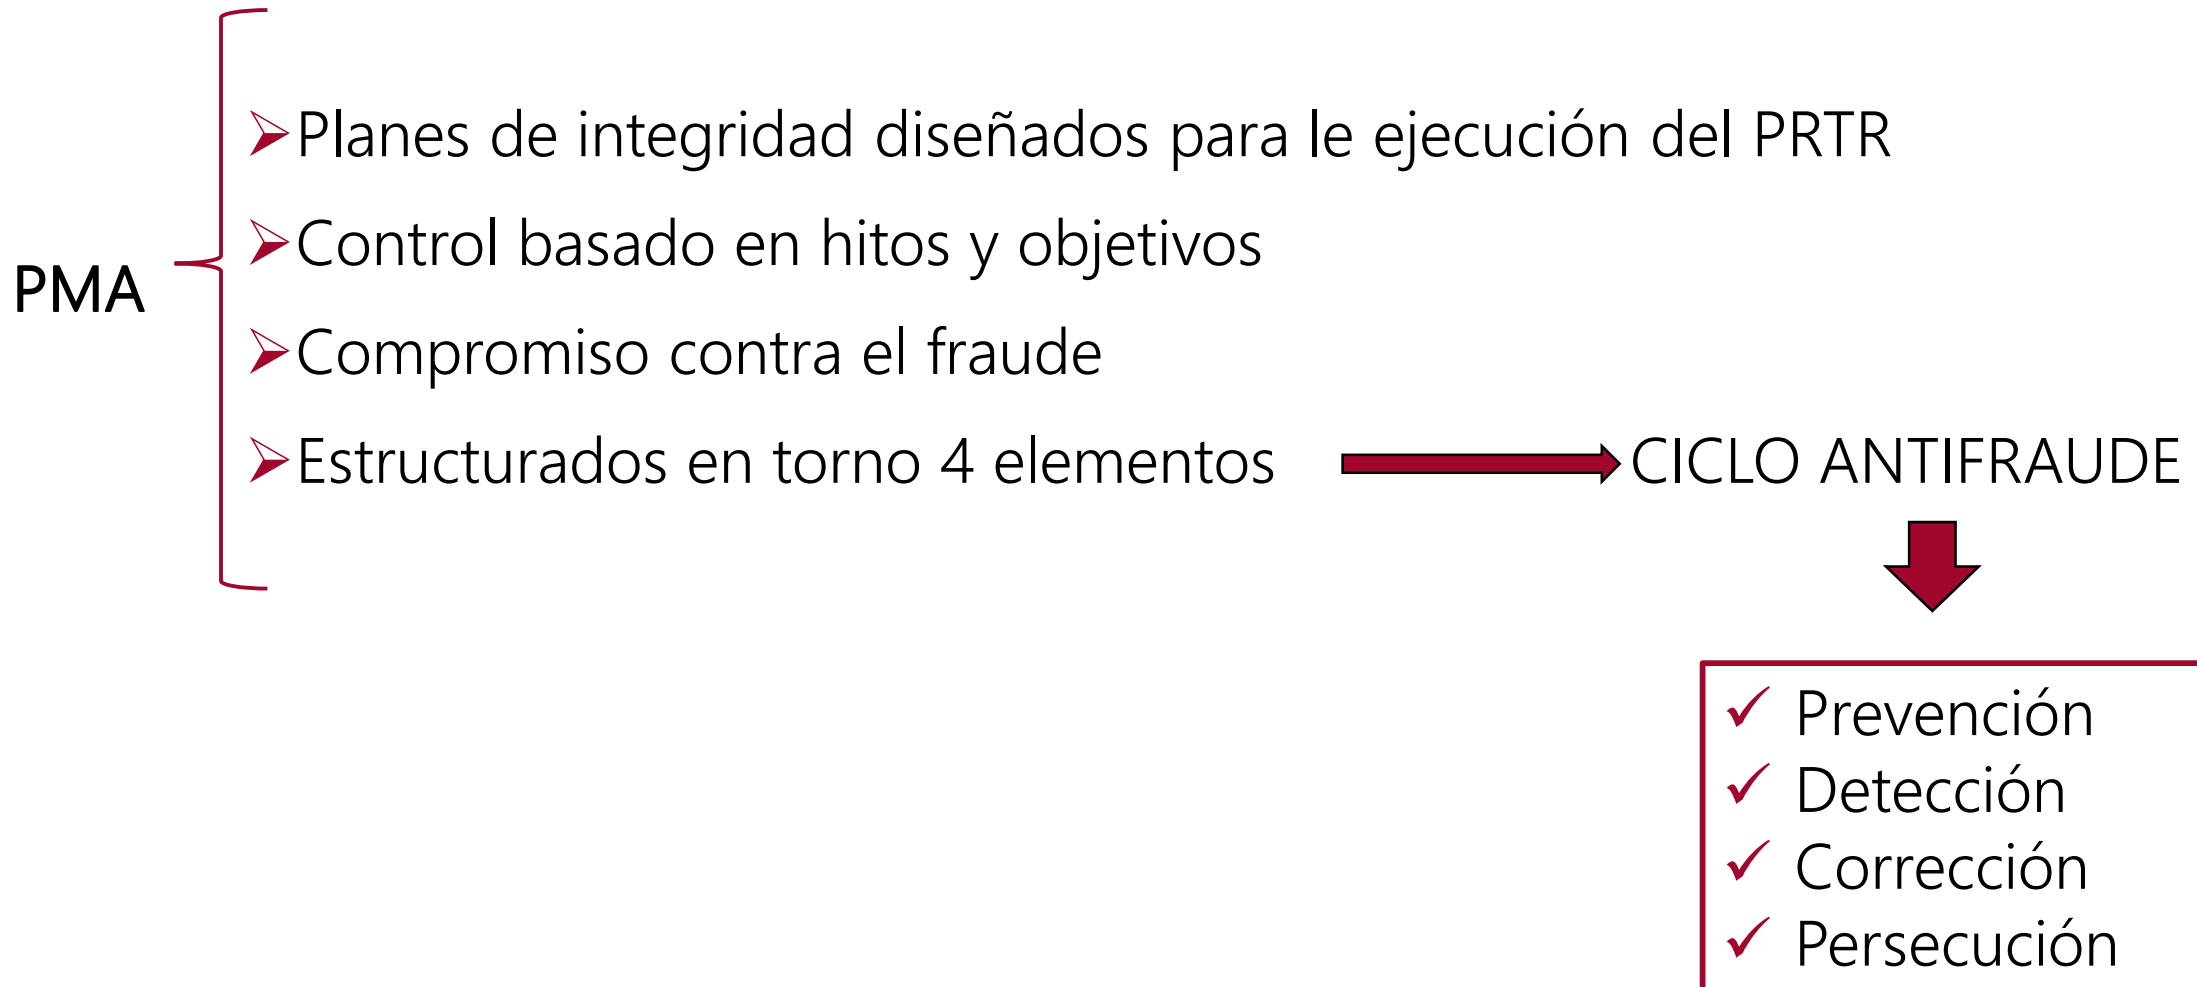 Planes de integridad diseñados para le ejecución del PRTR
Control basado en hitos y objetivos
PMA
Compromiso contra el fraude
Estructurados en torno 4 elementos
CICLO ANTIFRAUDE
Prevención
Detección
Corrección
Persecución